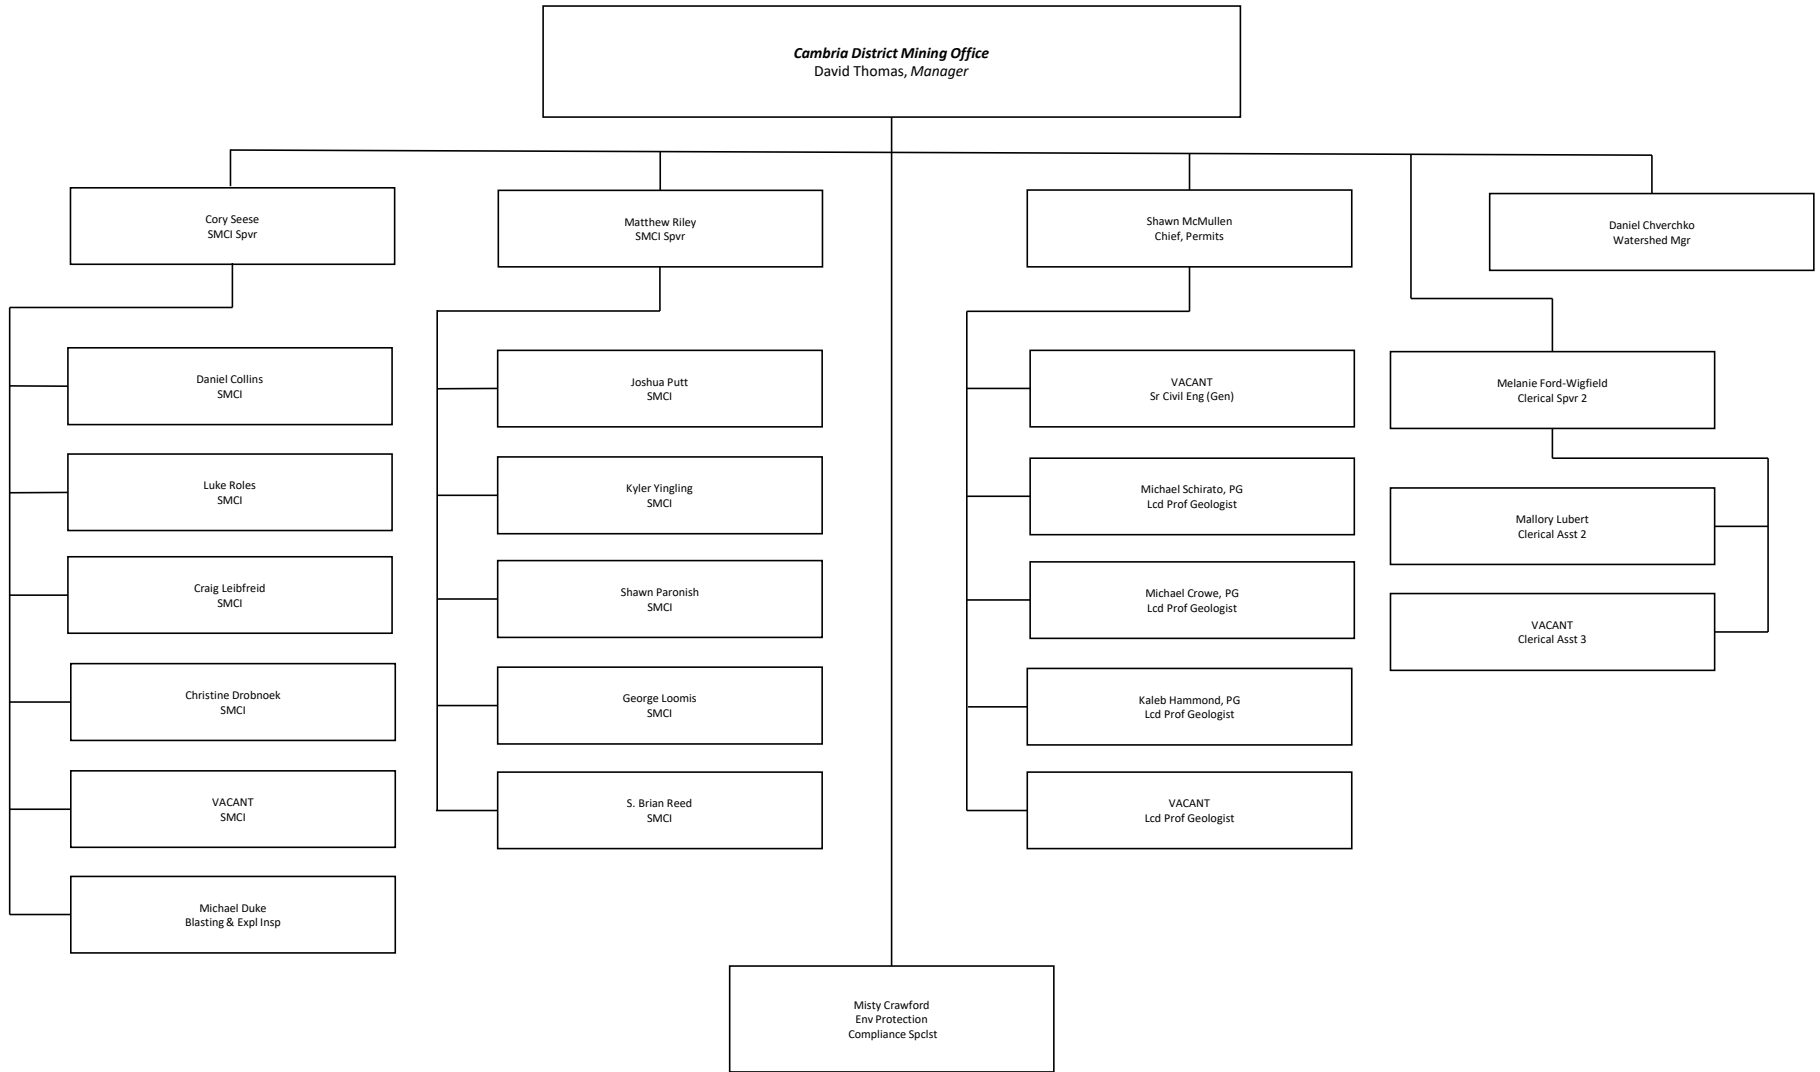 Cambria District Mining Office
David Thomas, Manager
Cory Seese
SMCI Spvr
Matthew Riley
SMCI Spvr
Shawn McMullen
Chief, Permits
Daniel Chverchko
Watershed Mgr
Daniel Collins
SMCI
Luke Roles
SMCI
Craig Leibfreid
SMCI
Christine Drobnoek
SMCI
VACANT
SMCI
Michael Duke
Blasting & Expl Insp
Joshua Putt
SMCI
Kyler Yingling
SMCI
Shawn Paronish
SMCI
George Loomis
SMCI
S. Brian Reed
SMCI
VACANT
Sr Civil Eng (Gen)
Michael Schirato, PG
Lcd Prof Geologist
Michael Crowe, PG
Lcd Prof Geologist
Kaleb Hammond, PG
Lcd Prof Geologist
VACANT
Lcd Prof Geologist
Melanie Ford-Wigfield
Clerical Spvr 2
Mallory Lubert
Clerical Asst 2
VACANT
Clerical Asst 3
Misty Crawford
Env Protection
Compliance Spclst